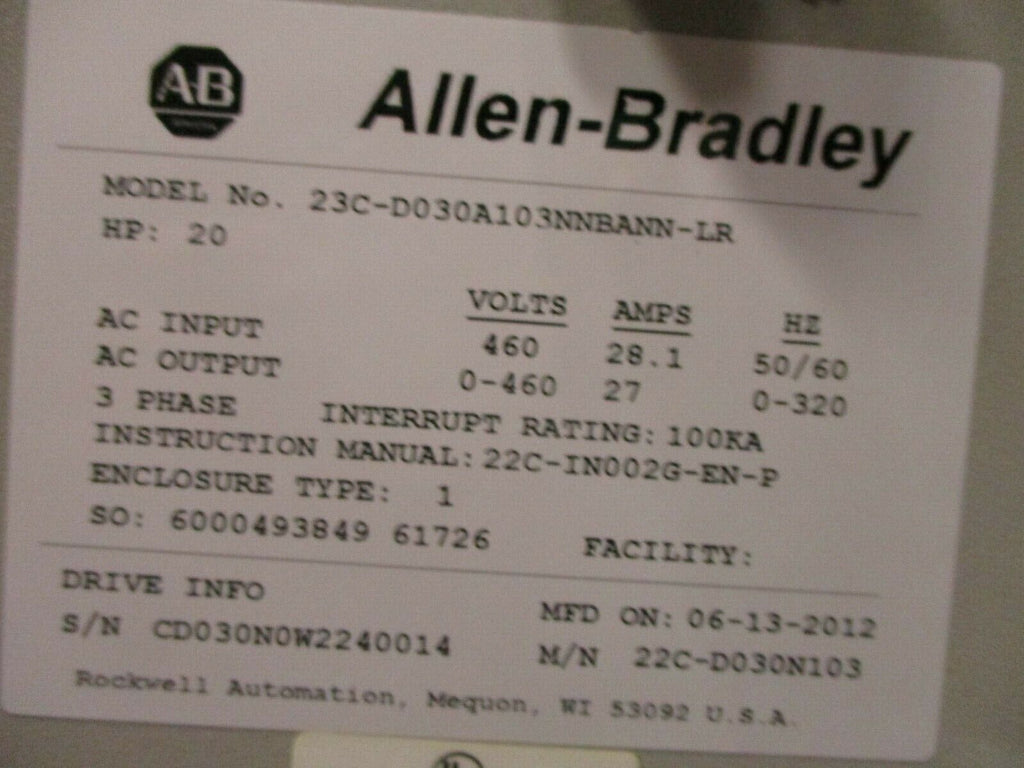 AB
Allen-Bradley
MODEL No. 23C-D030A103NNBANN-LR
HP: 20
VOLTS AMPS HZ
AC INPUT 460 28.1 50/60
AC OUTPUT 0-460 27 0-320
3 PHASE INTERRUPT RATING: 100KA
INSTRUCTION MANUAL: 22C-IN002G-EN-P
ENCLOSURE TYPE: 1
SO: 6000493849 61726 FACILITY:
DRIVE INFO MFD ON: 06-13-2012
S/N CD030N0W2240014 M/N 22C-D030N103
Rockwell Automation, Mequon, WI 53092 U.S.A.